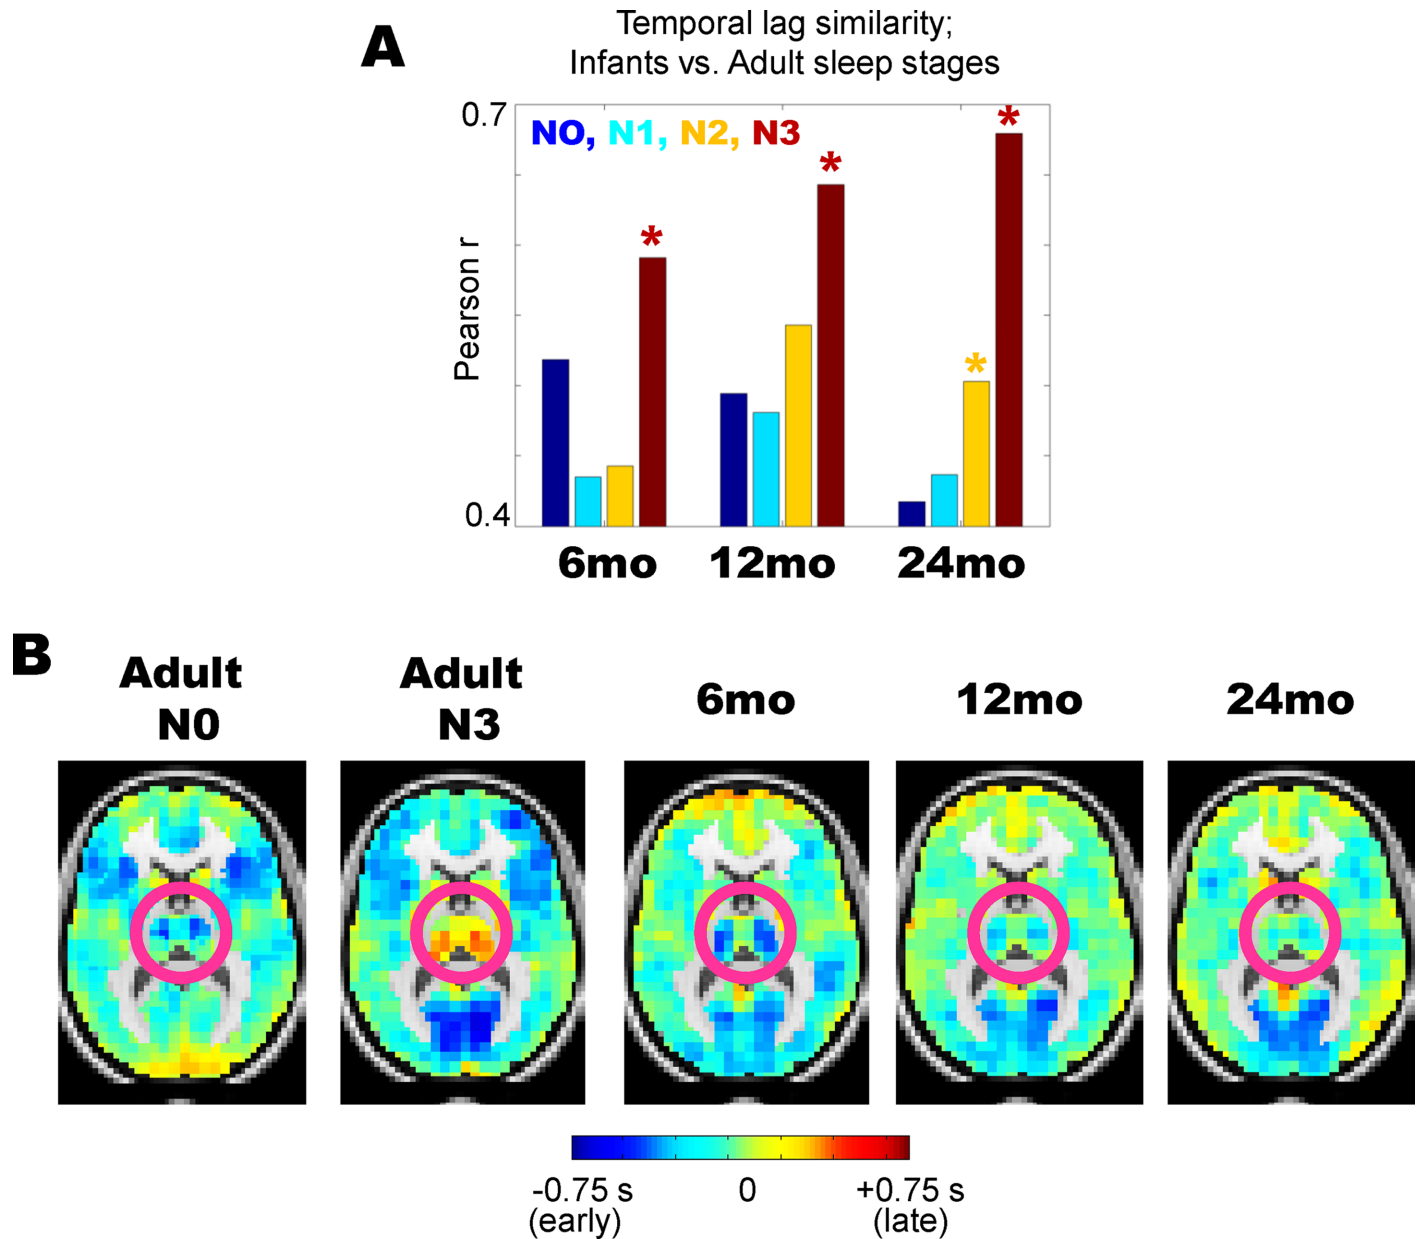 A
Temporal lag similarity;
Infants vs. Adult sleep stages
0.7
NO, N1, N2, N3
*
*
*
*
Pearson r
0.4
6mo
12mo
24mo
B
Adult
N0
Adult
N3
6mo
12mo
24mo
-0.75 s
(early)
0
+0.75 s
(late)